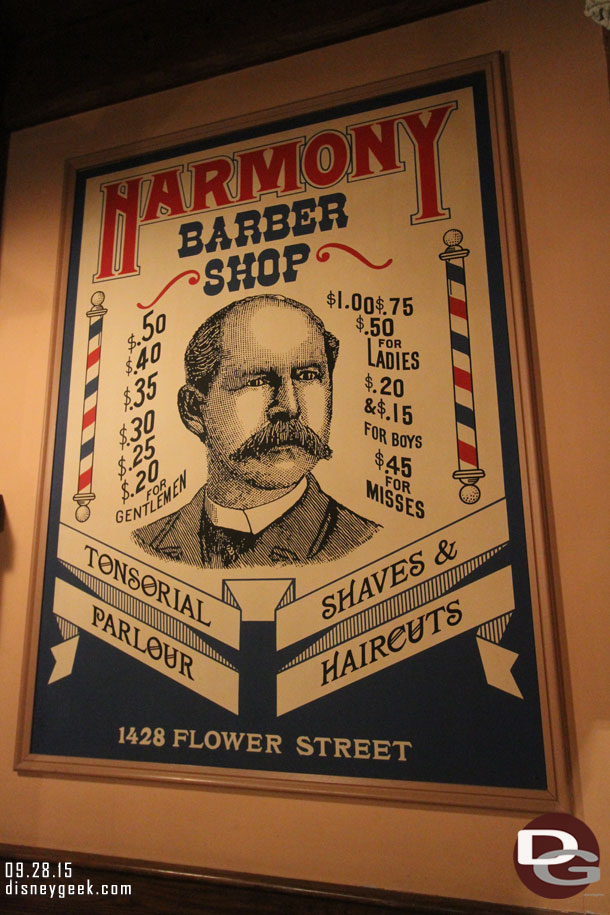 HARMONY
BARBER
SHOP
$.50
$.40
$.35
$.30
$.25
$.20
FOR
GENTLEMEN
$1.00 $.75
$.50
FOR
LADIES
$.20
& $.15
FOR BOYS
$.45
FOR
MISSES
TONSORIAL
PARLOUR
SHAVES &
HAIRCUTS
1428 FLOWER STREET
09.28.15
disneygeek.com
DG